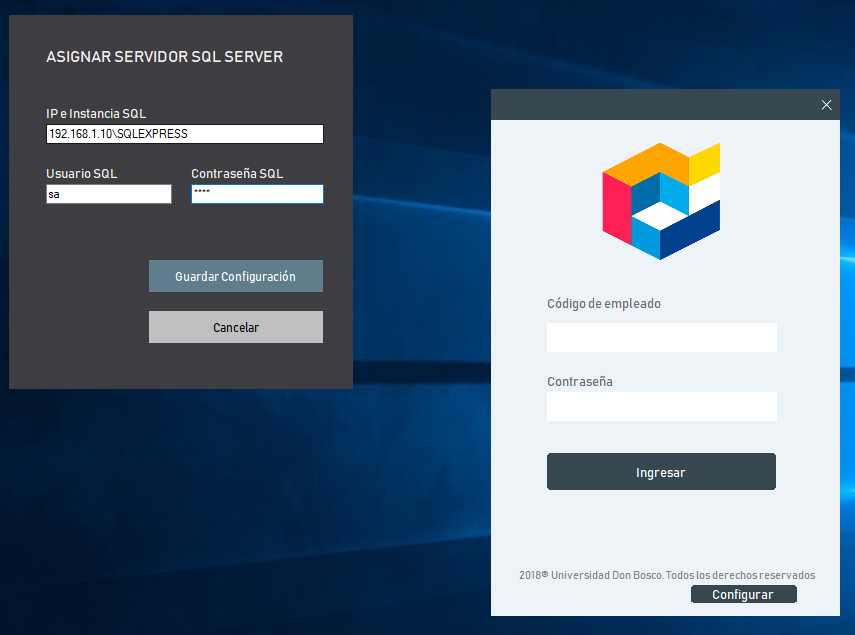 ASIGNAR SERVIDOR SQL SERVER
IP e Instancia SQL
192.168.1.10\SQLEXPRESS
Usuario SQL
Contraseña SQL
sa
****
Guardar Configuración
Cancelar
Código de empleado
Contraseña
Ingresar
2018® Universidad Don Bosco. Todos los derechos reservados
Configurar